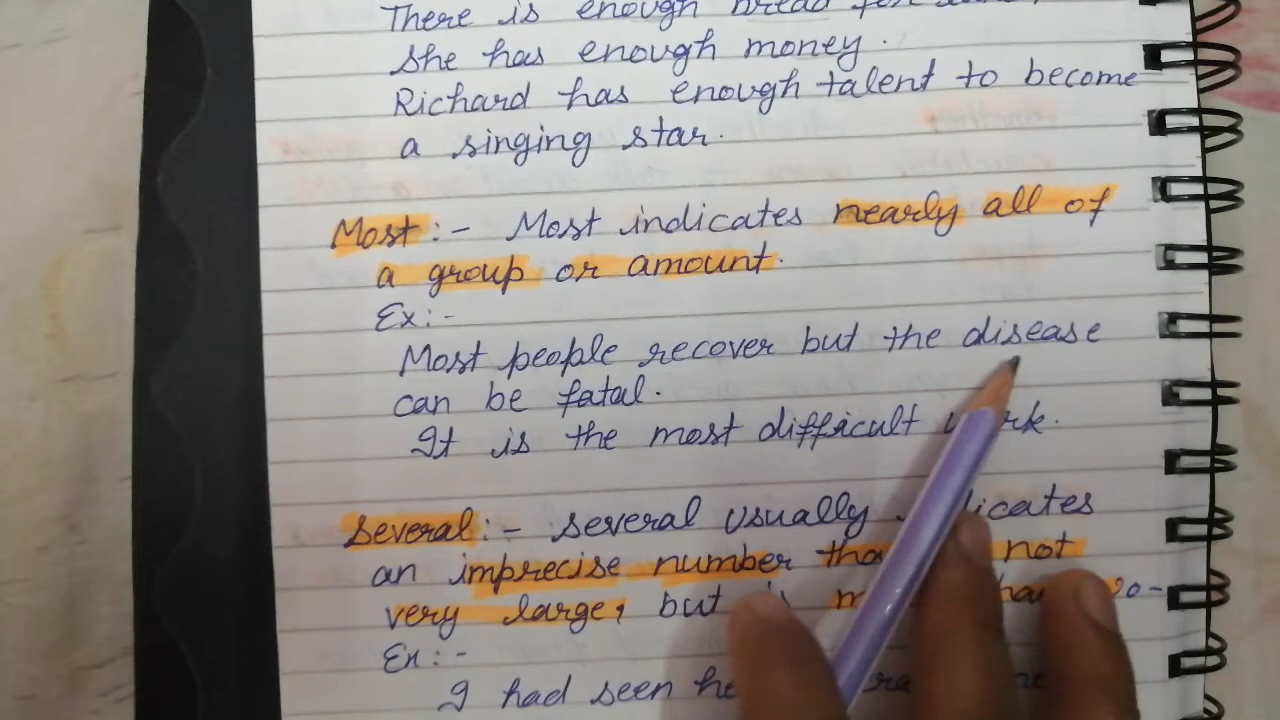 There is enough bread
She has enough money.
Richard has enough talent to become
a singing star.
Most :- Most indicates nearly all of
a group or amount.
Ex:-
Most people recover but the disease
can be fatal.
It is the most difficult
Several :- Several usually
an imprecise number not
very large, but
Ex:-
I had seen